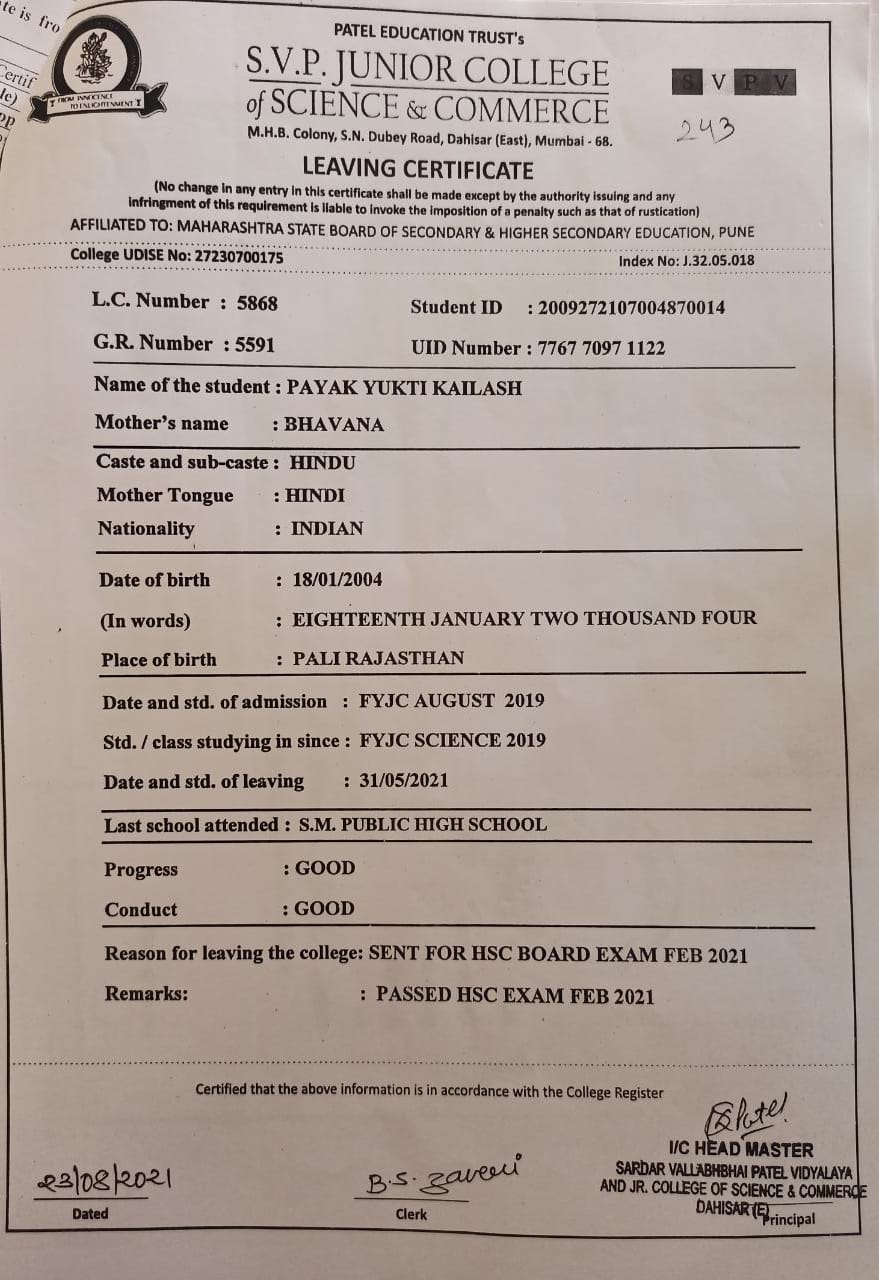 te is fro
Certif
le)
pp
FROM INNOCENCE
TO ENLIGHTENMENT
PATEL EDUCATION TRUST's
S.V.P. JUNIOR COLLEGE
of SCIENCE & COMMERCE
M.H.B. Colony, S.N. Dubey Road, Dahisar (East), Mumbai - 68.
S V P V
243
LEAVING CERTIFICATE
(No change in any entry in this certificate shall be made except by the authority issuing and any
infringment of this requirement is liable to invoke the imposition of a penalty such as that of rustication)
AFFILIATED TO: MAHARASHTRA STATE BOARD OF SECONDARY & HIGHER SECONDARY EDUCATION, PUNE
College UDISE No: 27230700175 Index No: J.32.05.018
L.C. Number : 5868 Student ID : 2009272107004870014
G.R. Number : 5591 UID Number : 7767 7097 1122
Name of the student : PAYAK YUKTI KAILASH
Mother's name : BHAVANA
Caste and sub-caste : HINDU
Mother Tongue : HINDI
Nationality : INDIAN
Date of birth : 18/01/2004
(In words) : EIGHTEENTH JANUARY TWO THOUSAND FOUR
Place of birth : PALI RAJASTHAN
Date and std. of admission : FYJC AUGUST 2019
Std. / class studying in since : FYJC SCIENCE 2019
Date and std. of leaving : 31/05/2021
Last school attended : S.M. PUBLIC HIGH SCHOOL
Progress : GOOD
Conduct : GOOD
Reason for leaving the college: SENT FOR HSC BOARD EXAM FEB 2021
Remarks: : PASSED HSC EXAM FEB 2021
Certified that the above information is in accordance with the College Register
23/08/2021
Dated
B.S. Zaveri
Clerk
I/C HEAD MASTER
SARDAR VALLABHBHAI PATEL VIDYALAYA
AND JR. COLLEGE OF SCIENCE & COMMERCE
DAHISAR (E)
Principal